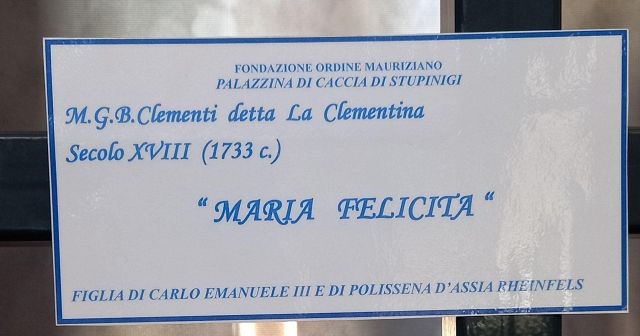 FONDAZIONE ORDINE MAURIZIANO
PALAZZINA DI CACCIA DI STUPINIGI
M.G.B.Clementi detta La Clementina
Secolo XVIII (1733 c.)
“ MARIA FELICITA “
FIGLIA DI CARLO EMANUELE III E DI POLISSENA D'ASSIA RHEINFELS